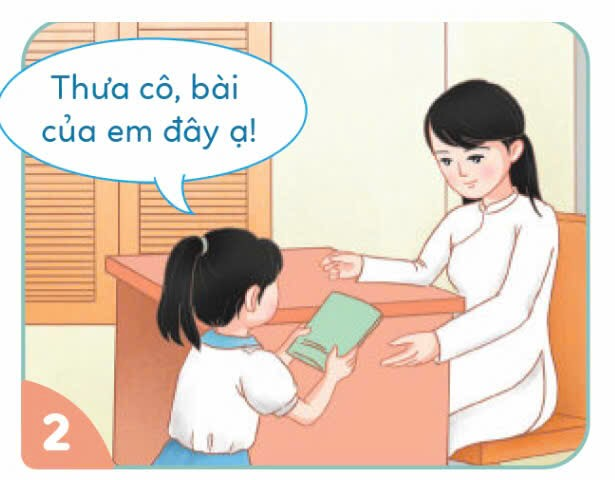 Thưa cô, bài
của em đây ạ!
2